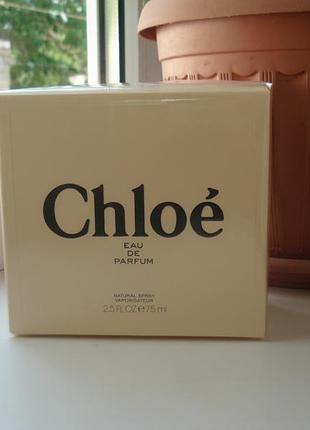 Chloé
EAU
DE
PARFUM
NATURAL SPRAY
VAPORISATEUR
2.5 FL.OZ ℮ 75 ml